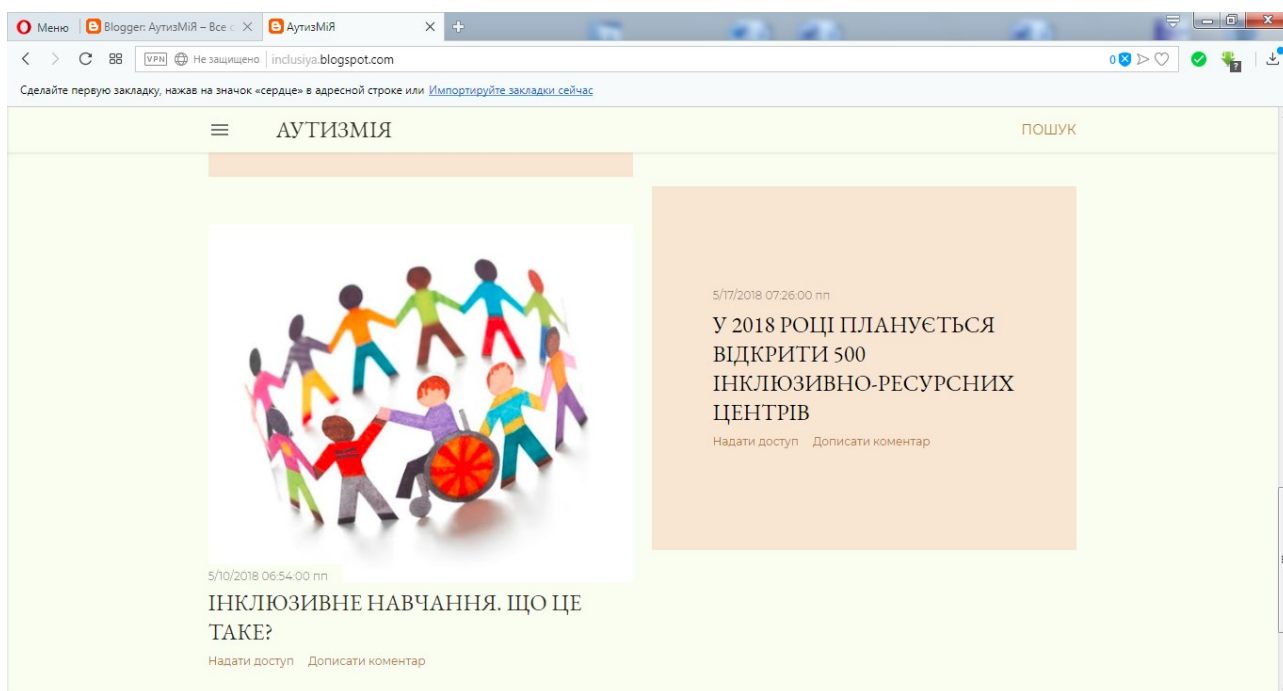 Меню
Blogger: АутизМіЯ – Все с
АутизМіЯ
VPN
Не защищено
inclusiya.blogspot.com
0
Сделайте первую закладку, нажав на значок «сердце» в адресной строке или Импортируйте закладки сейчас
АУТИЗМІЯ
ПОШУК
5/17/2018 07:26:00 пп
У 2018 РОЦІ ПЛАНУЄТЬСЯ
ВІДКРИТИ 500
ІНКЛЮЗИВНО-РЕСУРСНИХ
ЦЕНТРІВ
Надати доступ Дописати коментар
5/10/2018 06:54:00 пп
ІНКЛЮЗИВНЕ НАВЧАННЯ. ЩО ЦЕ
ТАКЕ?
Надати доступ Дописати коментар